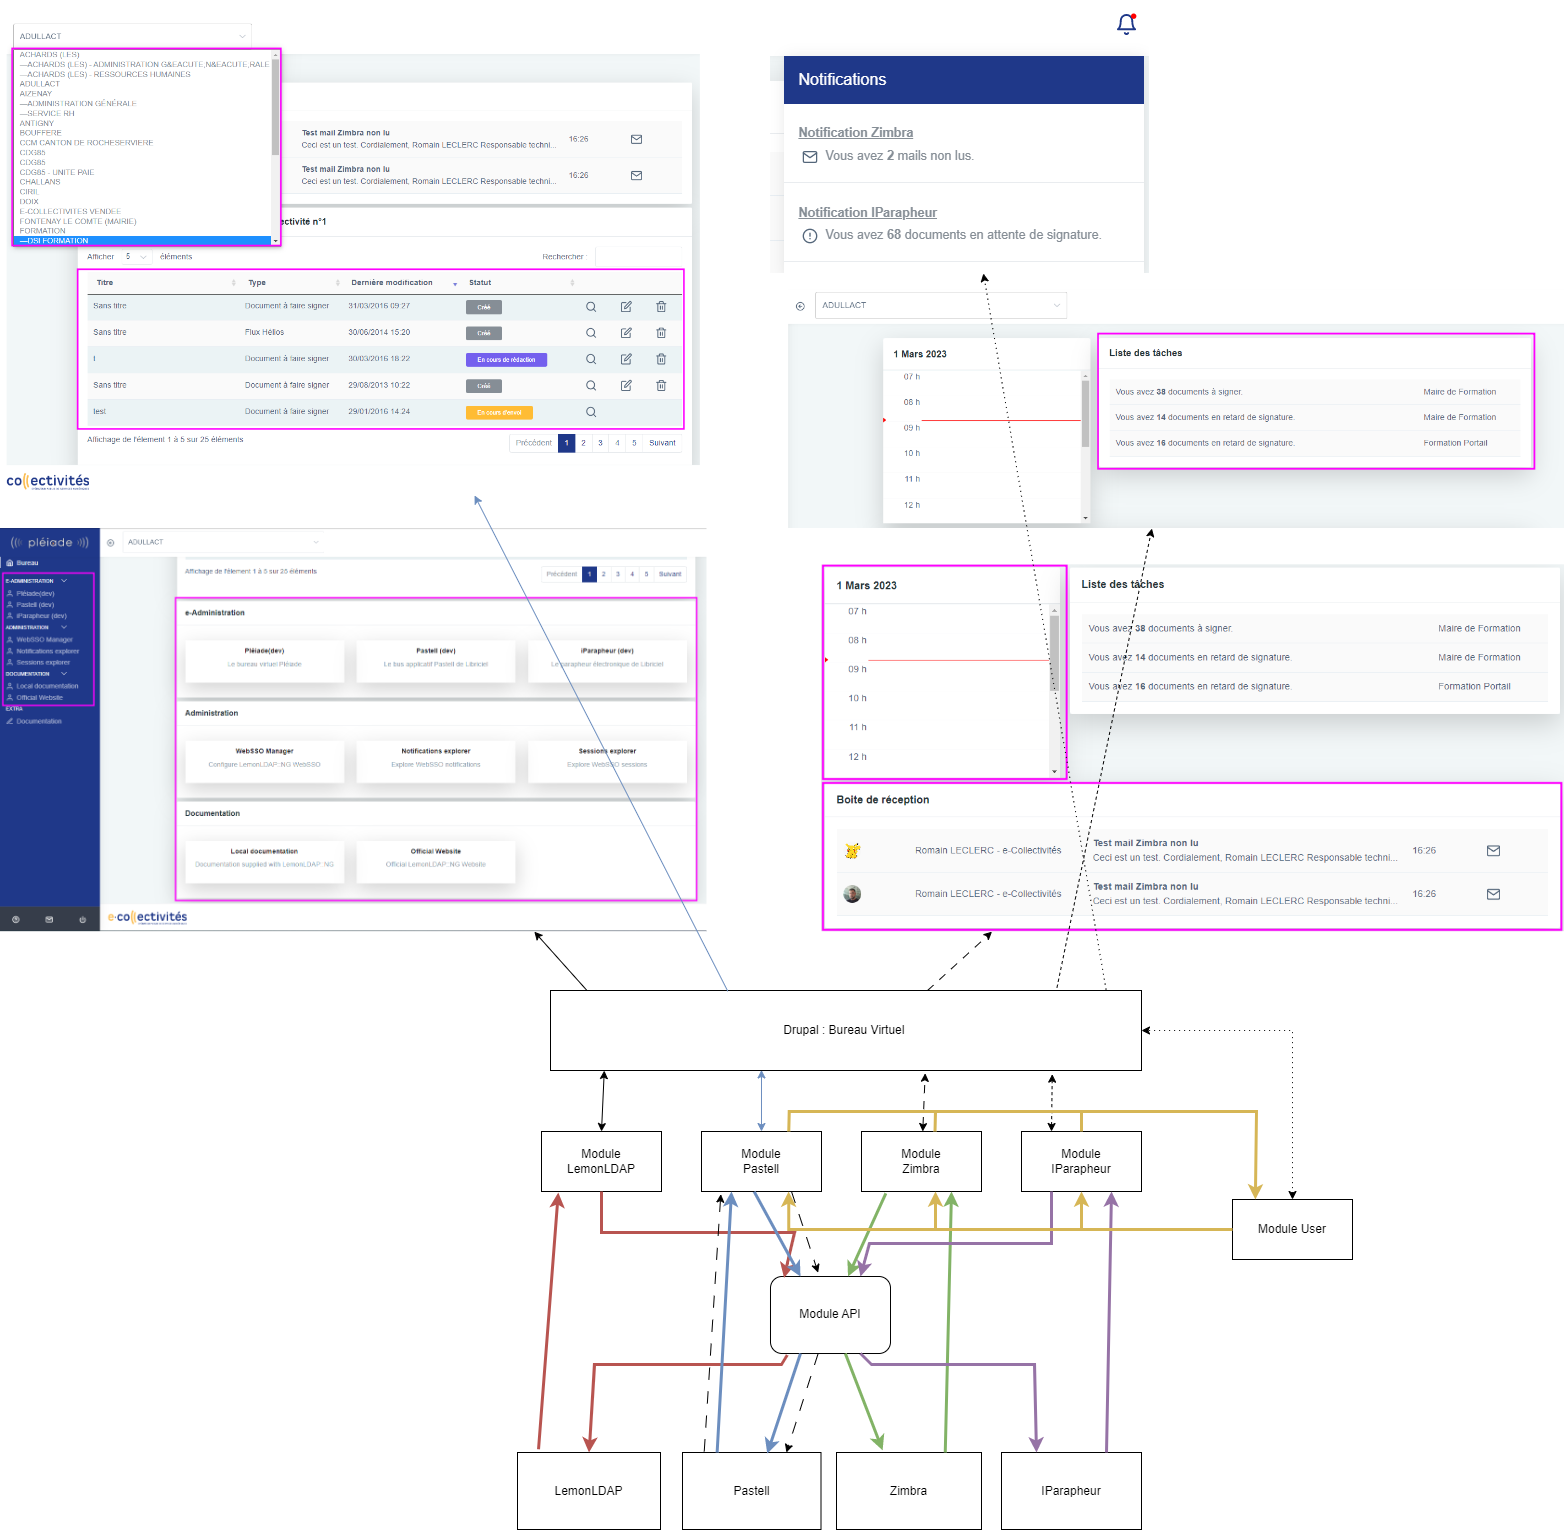 ADULLACT
ACHARDS (LES)
---ACHARDS (LES) - ADMINISTRATION G&EACUTE,N&EACUTE,RALE
---ACHARDS (LES) - RESSOURCES HUMAINES
ADULLACT
AIZENAY
---ADMINISTRATION GÉNÉRALE
---SERVICE RH
ANTIGNY
BOUFFERE
CCM CANTON DE ROCHESERVIERE
CDG85
CDG85
CDG85 - UNITE PAIE
CHALLANS
CIRIL
DOIX
E-COLLECTIVITES VENDEE
FONTENAY LE COMTE (MAIRIE)
FORMATION
---DSI FORMATION
Test mail Zimbra non lu
Ceci est un test. Cordialement, Romain LECLERC Responsable techni...
16:26
Test mail Zimbra non lu
Ceci est un test. Cordialement, Romain LECLERC Responsable techni...
16:26
ectivité n°1
Afficher 5 éléments
Rechercher :
Titre Type Dernière modification Statut
Sans titre Document à faire signer 31/03/2016 09:27 Créé
Sans titre Flux Hélios 30/06/2014 15:20 Créé
t Document à faire signer 30/03/2016 16:22 En cours de rédaction
Sans titre Document à faire signer 29/08/2013 10:22 Créé
test Document à faire signer 29/01/2016 14:24 En cours d'envoi
Affichage de l'élement 1 à 5 sur 25 éléments
Précédent 1 2 3 4 5 Suivant
collectivités
Notifications
Notification Zimbra
Vous avez 2 mails non lus.
Notification IParapheur
Vous avez 68 documents en attente de signature.
ADULLACT
1 Mars 2023
07 h
08 h
09 h
10 h
11 h
12 h
Liste des tâches
Vous avez 38 documents à signer. Maire de Formation
Vous avez 14 documents en retard de signature. Maire de Formation
Vous avez 16 documents en retard de signature. Formation Portail
((( pléiade )))
Bureau
E-ADMINISTRATION
Pléiade(dev)
Pastell (dev)
iParapheur (dev)
ADMINISTRATION
WebSSO Manager
Notifications explorer
Sessions explorer
DOCUMENTATION
Local documentation
Official Website
EXTRA
Documentation
ADULLACT
Affichage de l'élement 1 à 5 sur 25 éléments
Précédent 1 2 3 4 5 Suivant
e-Administration
Pléiade(dev)
Le bureau virtuel Pléiade
Pastell (dev)
Le bus applicatif Pastell de Libriciel
iParapheur (dev)
Le parapheur électronique de Libriciel
Administration
WebSSO Manager
Configure LemonLDAP::NG WebSSO
Notifications explorer
Explore WebSSO notifications
Sessions explorer
Explore WebSSO sessions
Documentation
Local documentation
Documentation supplied with LemonLDAP::NG
Official Website
Official LemonLDAP::NG Website
e-collectivités
1 Mars 2023
07 h
08 h
09 h
10 h
11 h
12 h
Liste des tâches
Vous avez 38 documents à signer. Maire de Formation
Vous avez 14 documents en retard de signature. Maire de Formation
Vous avez 16 documents en retard de signature. Formation Portail
Boite de réception
Romain LECLERC - e-Collectivités
Test mail Zimbra non lu
Ceci est un test. Cordialement, Romain LECLERC Responsable techni...
16:26
Romain LECLERC - e-Collectivités
Test mail Zimbra non lu
Ceci est un test. Cordialement, Romain LECLERC Responsable techni...
16:26
Drupal : Bureau Virtuel
Module
LemonLDAP
Module
Pastell
Module
Zimbra
Module
IParapheur
Module User
Module API
LemonLDAP
Pastell
Zimbra
IParapheur